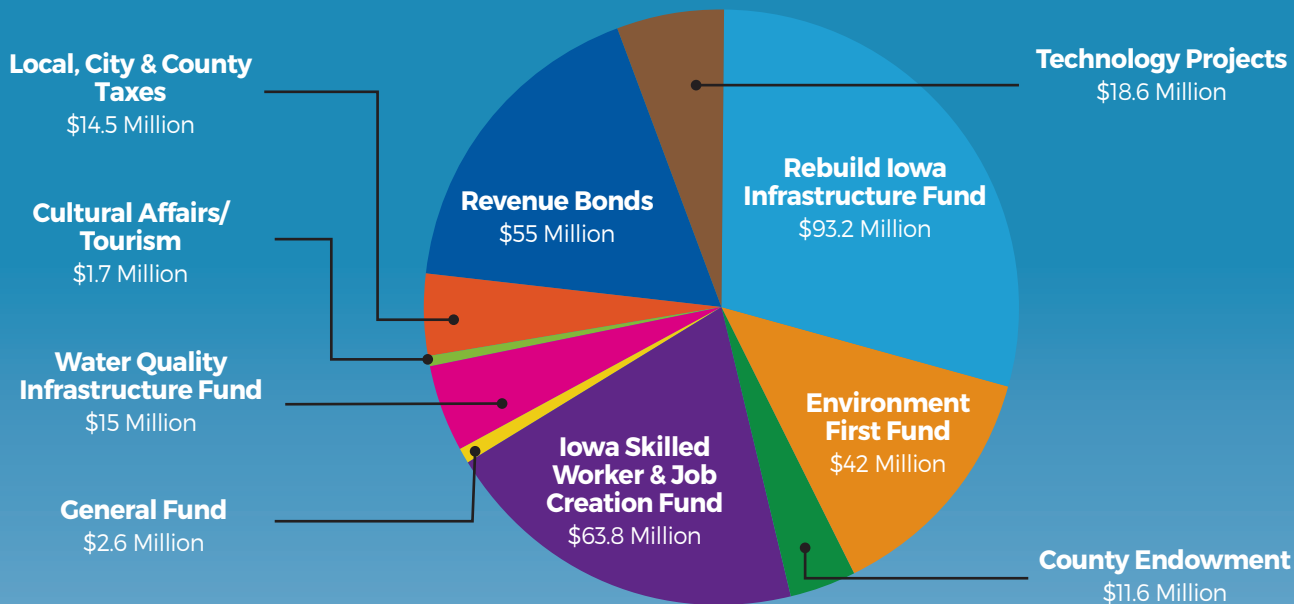 Local, City & County
Taxes
$14.5 Million
Cultural Affairs/
Tourism
$1.7 Million
Water Quality
Infrastructure Fund
$15 Million
General Fund
$2.6 Million
Revenue Bonds
$55 Million
Iowa Skilled
Worker & Job
Creation Fund
$63.8 Million
Rebuild Iowa
Infrastructure Fund
$93.2 Million
Environment
First Fund
$42 Million
Technology Projects
$18.6 Million
County Endowment
$11.6 Million